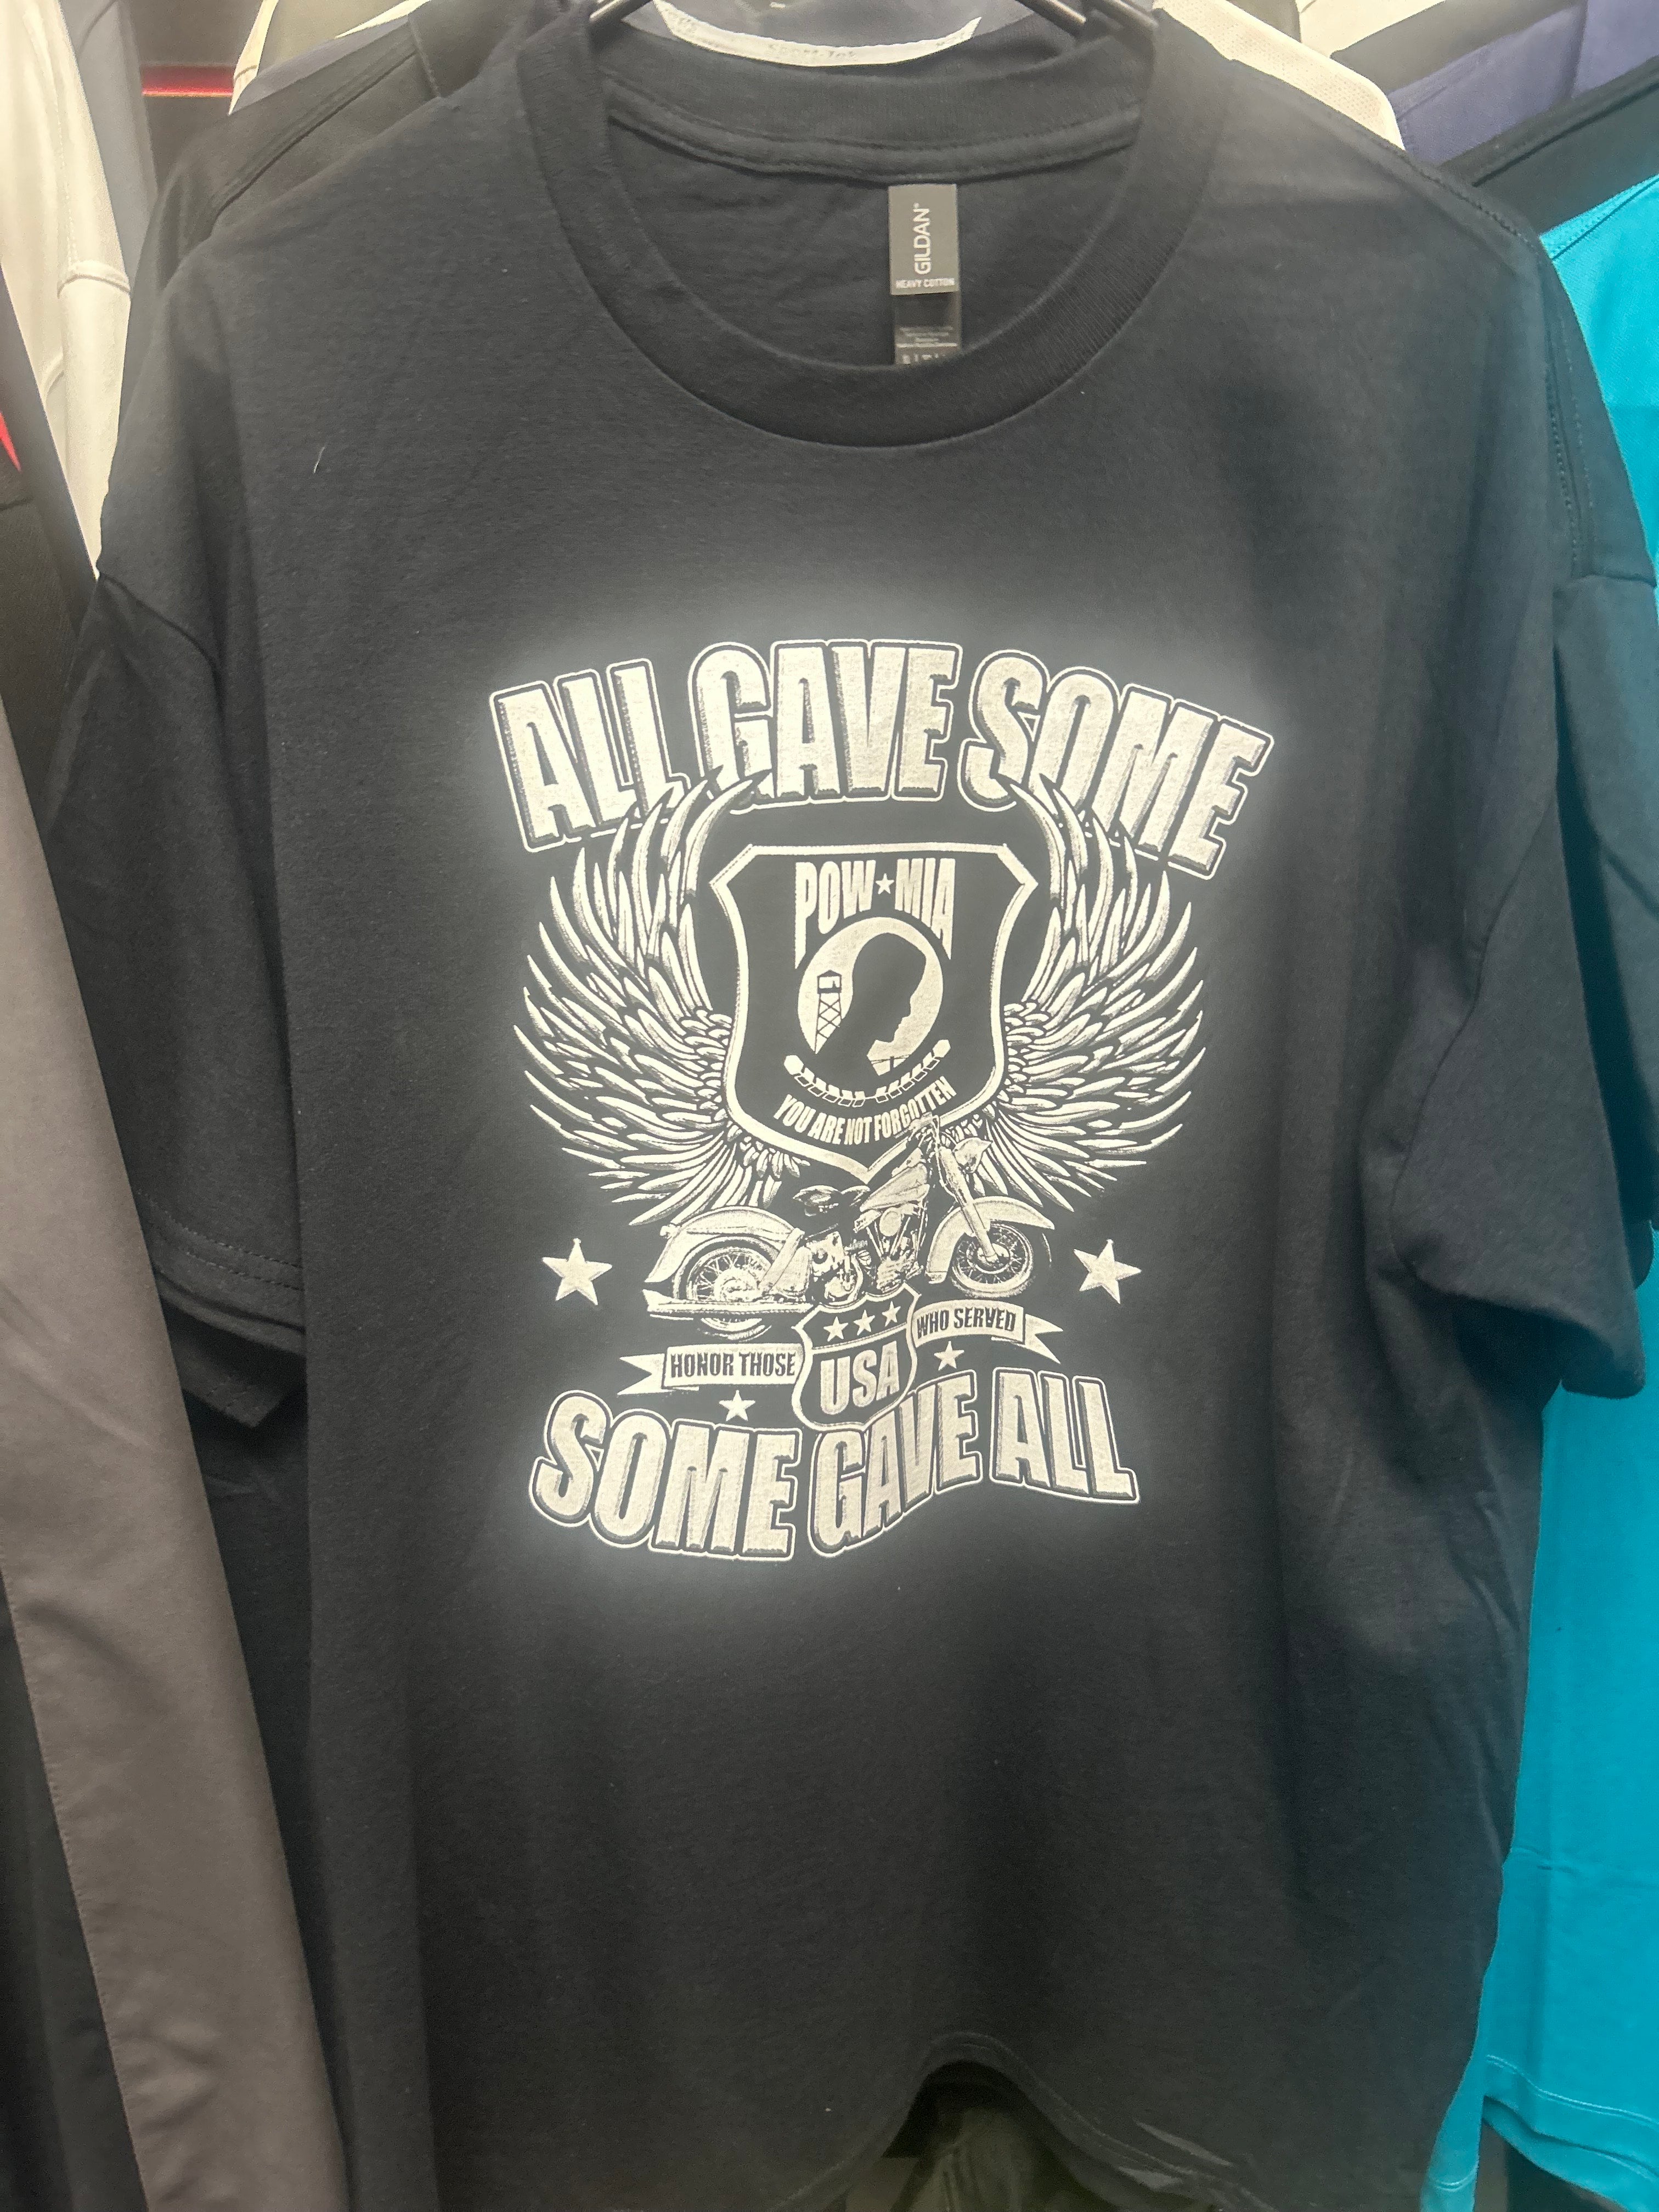 GILDAN®
HEAVY COTTON
ALL GAVE SOME
POW★MIA
YOU ARE NOT FORGOTTEN
HONOR THOSE
USA
WHO SERVED
SOME GAVE ALL